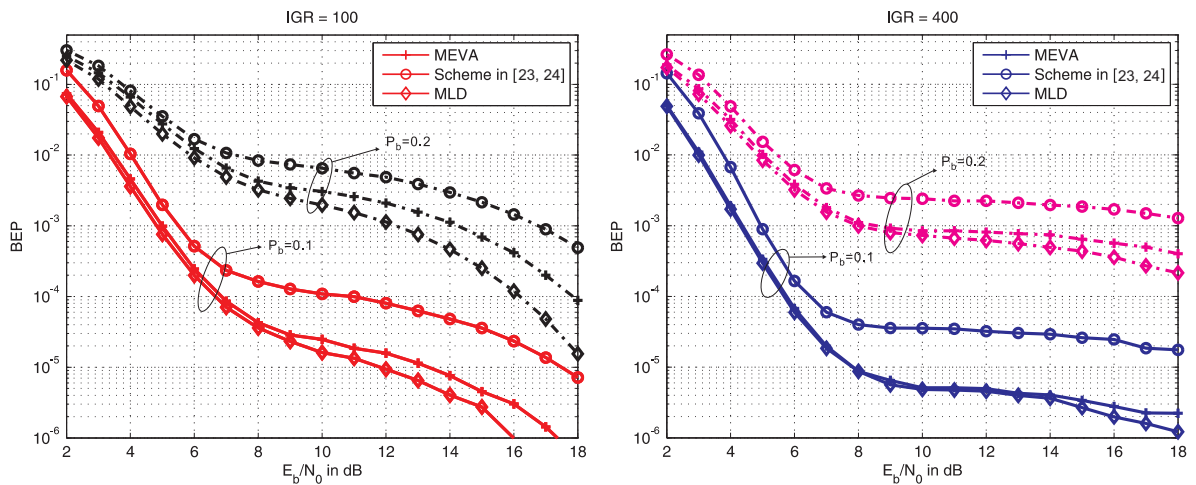 IGR = 100
BEP
10^-1
10^-2
10^-3
10^-4
10^-5
10^-6
MEVA
Scheme in [23, 24]
MLD
P_b=0.2
P_b=0.1
2 4 6 8 10 12 14 16 18
E_b/N_0 in dB
IGR = 400
BEP
10^-1
10^-2
10^-3
10^-4
10^-5
10^-6
MEVA
Scheme in [23, 24]
MLD
P_b=0.2
P_b=0.1
2 4 6 8 10 12 14 16 18
E_b/N_0 in dB